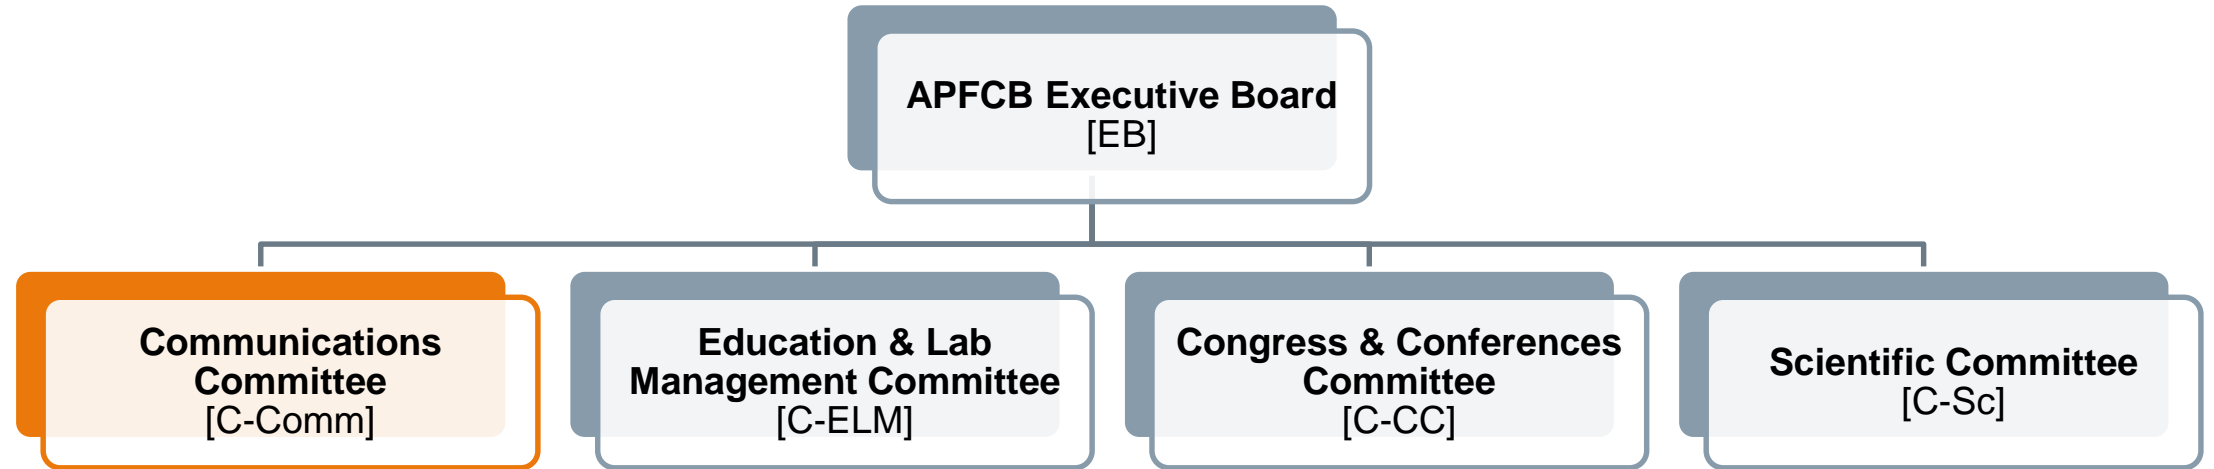 APFCB Executive Board
[EB]
Communications
Committee
[C-Comm]
Education & Lab
Management Committee
[C-ELM]
Congress & Conferences
Committee
[C-CC]
Scientific Committee
[C-Sc]